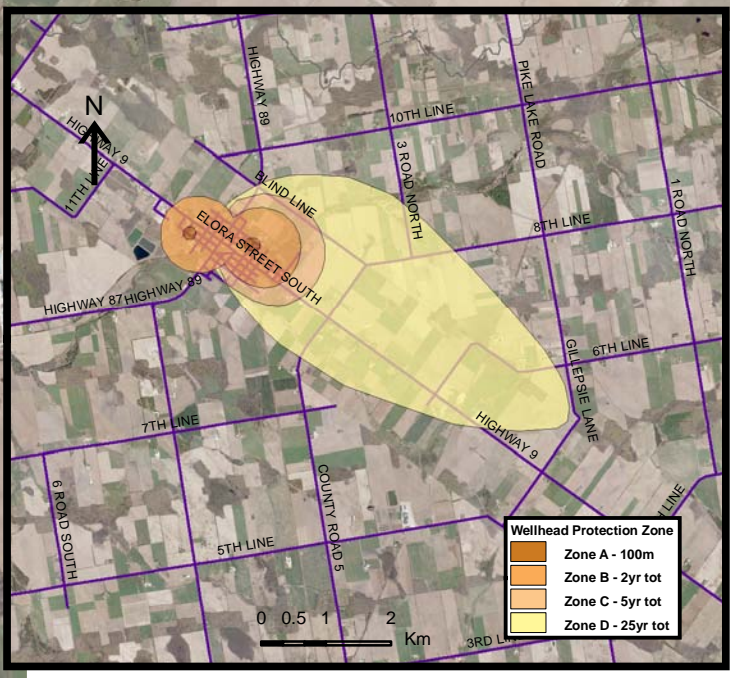 HIGHWAY 89
PIKE LAKE ROAD
N
10TH LINE
HIGHWAY 9
3 ROAD NORTH
11TH LINE
BLIND LINE
1 ROAD NORTH
8TH LINE
ELORA STREET SOUTH
HIGHWAY 87
HIGHWAY 89
6TH LINE
GILLEPSIE LANE
7TH LINE
HIGHWAY 9
COUNTY ROAD 5
6 ROAD SOUTH
H LINE
5TH LINE
Wellhead Protection Zone
Zone A - 100m
Zone B - 2yr tot
Zone C - 5yr tot
Zone D - 25yr tot
0 0.5 1 2
Km
3RD LIN